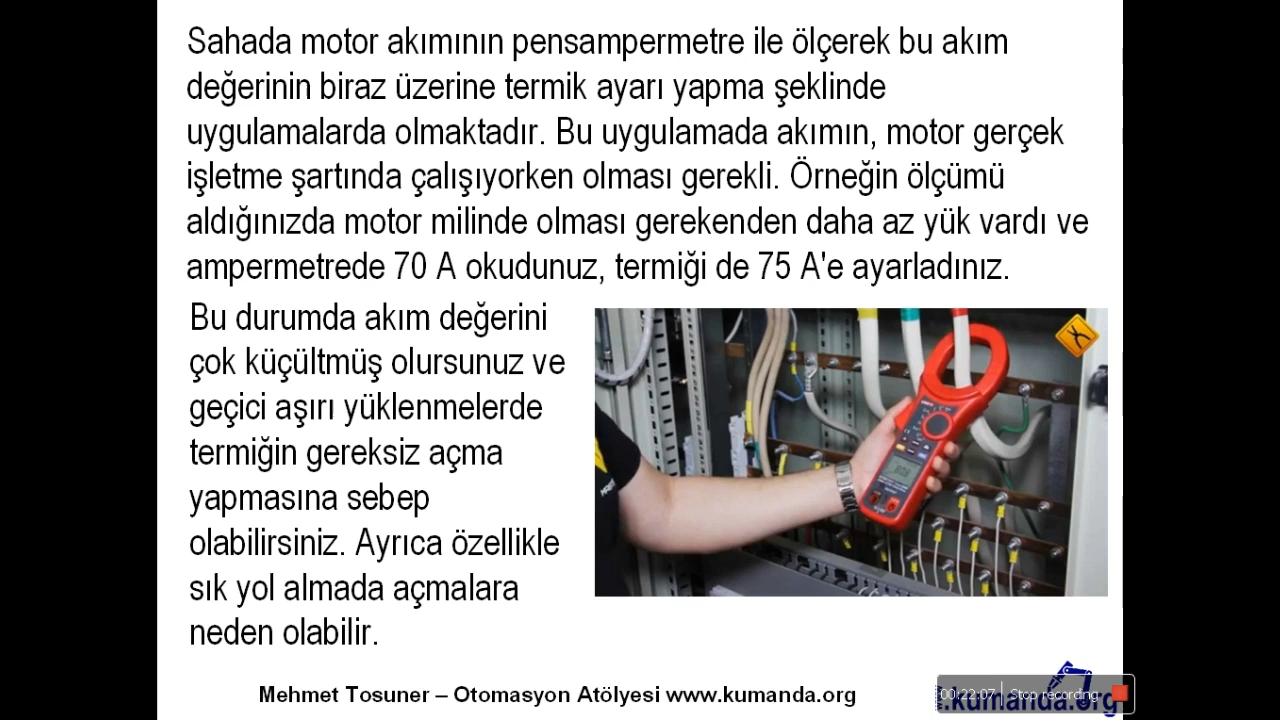 Sahada motor akımının pensampermetre ile ölçerek bu akım
değerinin biraz üzerine termik ayarı yapma şeklinde
uygulamalarda olmaktadır. Bu uygulamada akımın, motor gerçek
işletme şartında çalışıyorken olması gerekli. Örneğin ölçümü
aldığınızda motor milinde olması gerekenden daha az yük vardı ve
ampermetrede 70 A okudunuz, termiği de 75 A'e ayarladınız.
Bu durumda akım değerini
çok küçültmüş olursunuz ve
geçici aşırı yüklenmelerde
termiğin gereksiz açma
yapmasına sebep
olabilirsiniz. Ayrıca özellikle
sık yol almada açmalara
neden olabilir.
Mehmet Tosuner – Otomasyon Atölyesi www.kumanda.org
.kumanda.org
00:22:07 Stop recording